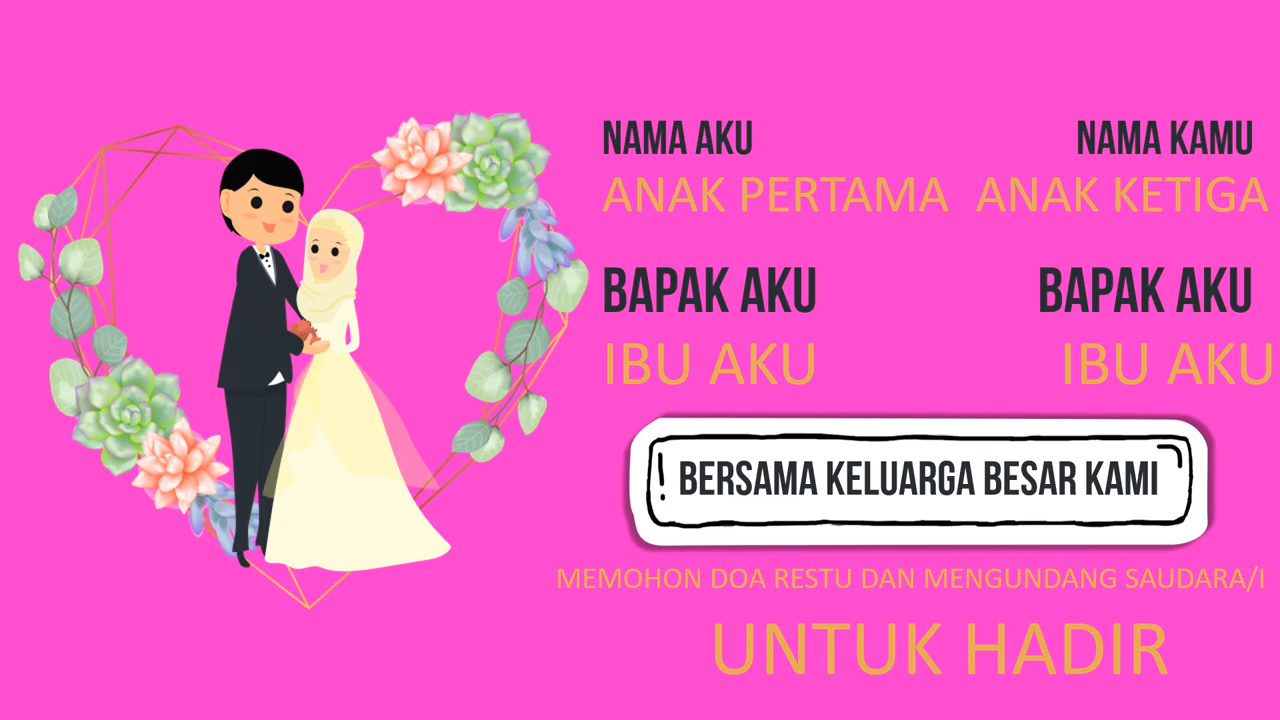 NAMA AKU NAMA KAMU
ANAK PERTAMA ANAK KETIGA
BAPAK AKU BAPAK AKU
IBU AKU IBU AKU
BERSAMA KELUARGA BESAR KAMI
MEMOHON DOA RESTU DAN MENGUNDANG SAUDARA/I
UNTUK HADIR